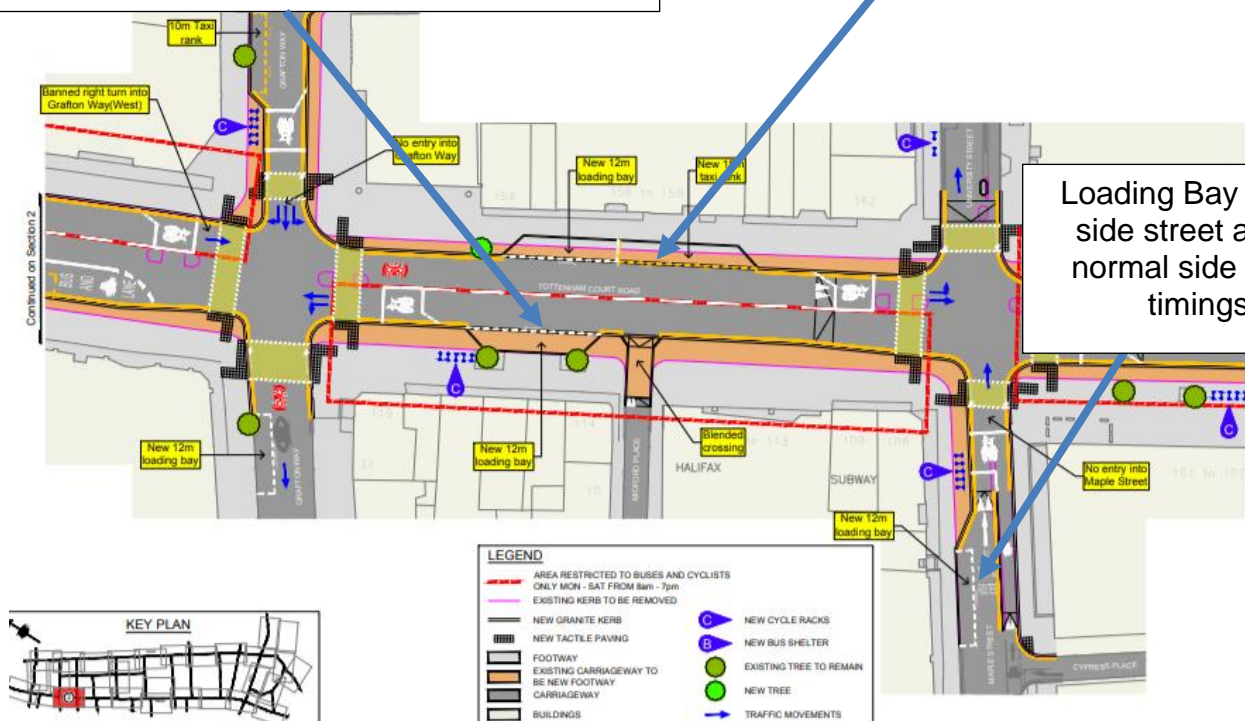 10m Taxi
rank
GRAFTON WAY
Banned right turn into
Grafton Way(West)
C
No entry into
Grafton Way
New 12m
loading bay
taxi rank
154
162
C
UNIVERSITY STREET
Loading Bay
side street a
normal side
timings
Continued on Section 2
BUS
AND
LANE
TOTTENHAM COURT ROAD
C
New 12m
loading bay
GRAFTON WAY
New 12m
loading bay
MIDFORD PLACE
Blended
crossing
HALIFAX
SUBWAY
C
No entry into
Maple Street
C
New 12m
loading bay
MAPLE STREET
CYPRESS PLACE
KEY PLAN
LEGEND
AREA RESTRICTED TO BUSES AND CYCLISTS
ONLY MON - SAT FROM 8am - 7pm
EXISTING KERB TO BE REMOVED
NEW GRANITE KERB
NEW TACTILE PAVING
FOOTWAY
EXISTING CARRIAGEWAY TO
BE NEW FOOTWAY
CARRIAGEWAY
BUILDINGS
C NEW CYCLE RACKS
B NEW BUS SHELTER
EXISTING TREE TO REMAIN
NEW TREE
TRAFFIC MOVEMENTS